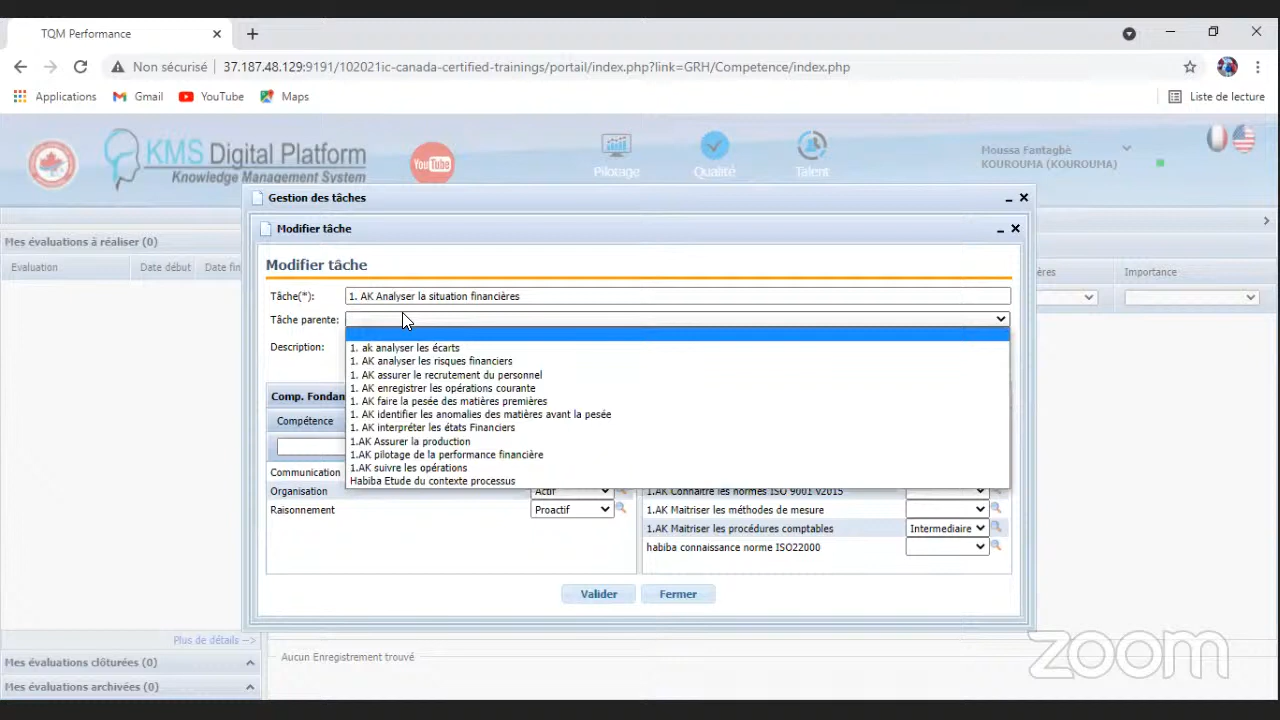 TQM Performance
Non sécurisé | 37.187.48.129:9191/102021ic-canada-certified-trainings/portail/index.php?link=GRH/Competence/index.php
Applications Gmail YouTube Maps Liste de lecture
KMS Digital Platform
Knowledge Management System
You Tube
Pilotage Qualité Talent
Moussa Fantagbè
KOUROUMA (KOUROUMA)
Gestion des tâches
Modifier tâche
Mes évaluations à réaliser (0)
Evaluation Date début Date fin
Importance
Modifier tâche
Tâche(*): 1. AK Analyser la situation financières
Tâche parente:
Description:
1. ak analyser les écarts
1. AK analyser les risques financiers
1. AK assurer le recrutement du personnel
1. AK enregistrer les opérations courante
1. AK faire la pesée des matières premières
1. AK identifier les anomalies des matières avant la pesée
1. AK interpréter les états Financiers
1.AK Assurer la production
1.AK pilotage de la performance financière
1.AK suivre les opérations
Habiba Etude du contexte processus
Comp. Fondan
Compétence
Communication
Organisation Actif 1.AK Connaitre les normes ISO 9001 V2015
Raisonnement Proactif 1.AK Maitriser les méthodes de mesure
1.AK Maitriser les procédures comptables Intermediaire
habiba connaissance norme ISO22000
Valider Fermer
Plus de détails -->
Aucun Enregistrement trouvé
Mes évaluations clôturées (0)
Mes évaluations archivées (0)
zoom